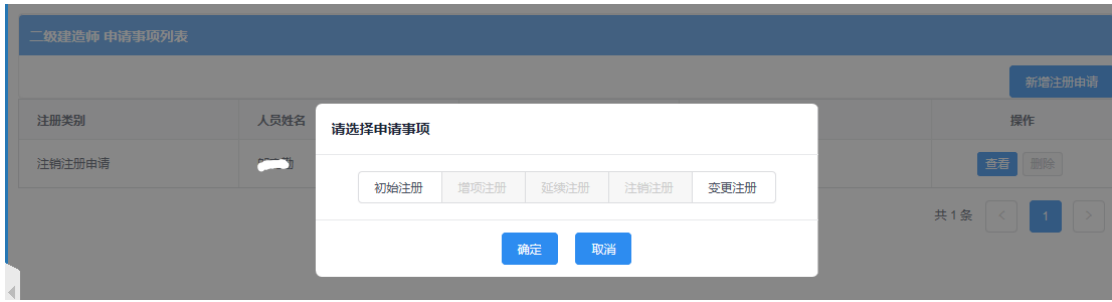 二级建造师 申请事项列表
新增注册申请
注册类别 人员姓名 操作
注销注册申请 查看 删除
共 1 条 < 1 >
请选择申请事项
初始注册 增项注册 延续注册 注销注册 变更注册
确定 取消